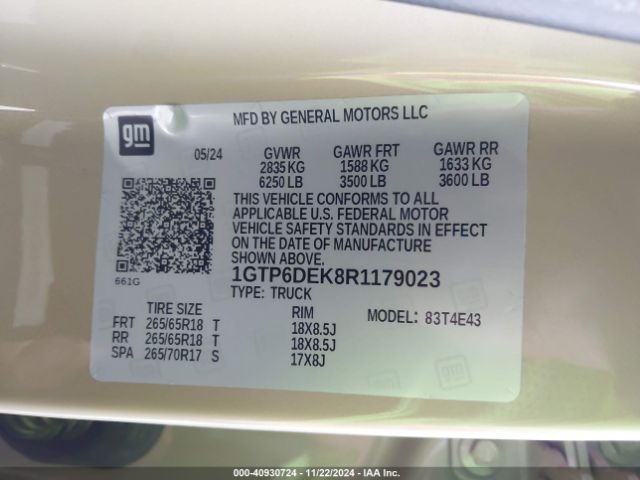 gm
MFD BY GENERAL MOTORS LLC
05/24 GVWR GAWR FRT GAWR RR
2835 KG 1588 KG 1633 KG
6250 LB 3500 LB 3600 LB
THIS VEHICLE CONFORMS TO ALL
APPLICABLE U.S. FEDERAL MOTOR
VEHICLE SAFETY STANDARDS IN EFFECT
ON THE DATE OF MANUFACTURE
SHOWN ABOVE.
661G
1GTP6DEK8R1179023
TYPE: TRUCK
TIRE SIZE RIM MODEL: 83T4E43
FRT 265/65R18 T 18X8.5J
RR 265/65R18 T 18X8.5J
SPA 265/70R17 S 17X8J
gm
000-40930724 - 11/22/2024 - IAA Inc.